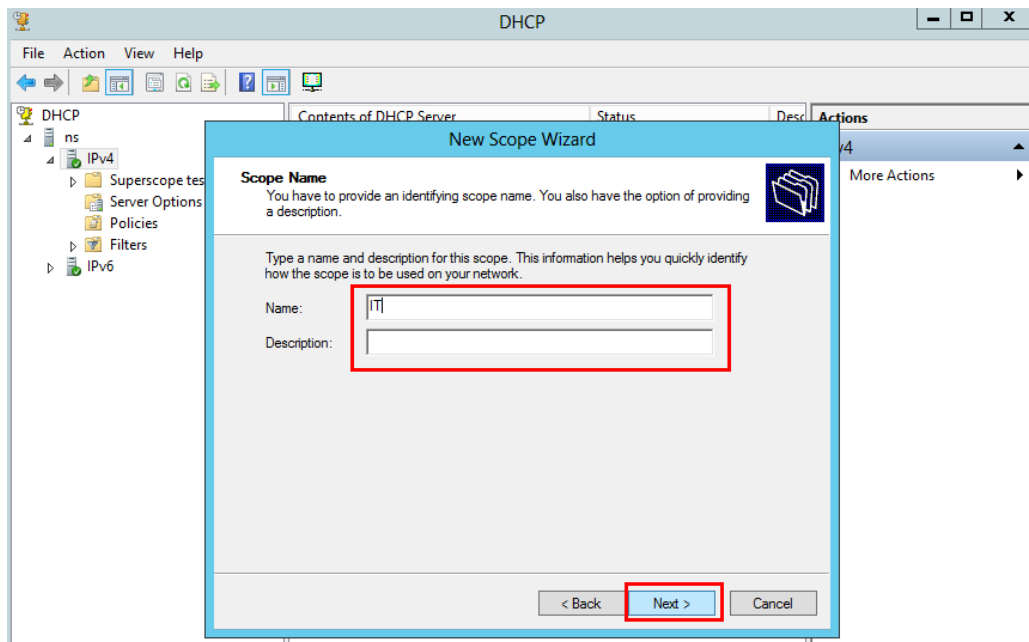 DHCP
File Action View Help
DHCP
ns
IPv4
Superscope tes
Server Options
Policies
Filters
IPv6
Contents of DHCP Server Status Desc
Actions
v4
More Actions
New Scope Wizard
Scope Name
You have to provide an identifying scope name. You also have the option of providing
a description.
Type a name and description for this scope. This information helps you quickly identify
how the scope is to be used on your network.
Name: IT
Description:
< Back Next > Cancel